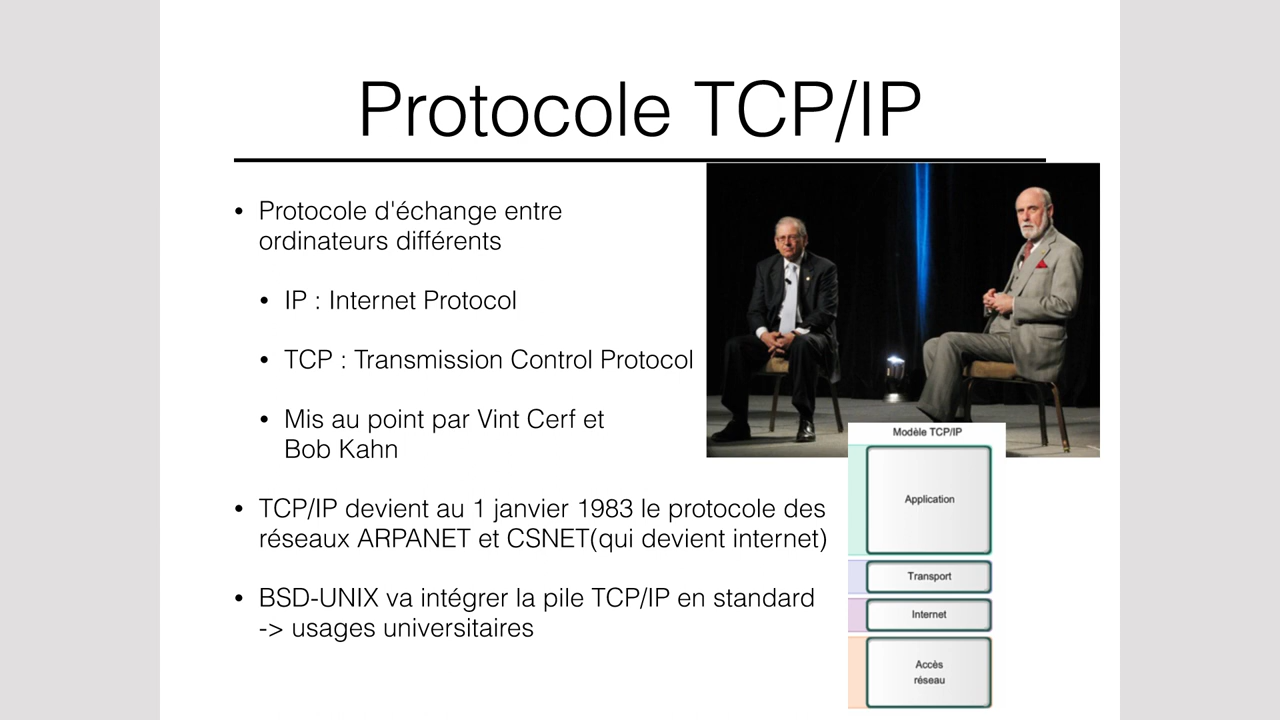 Protocole TCP/IP
• Protocole d'échange entre
ordinateurs différents
• IP : Internet Protocol
• TCP : Transmission Control Protocol
• Mis au point par Vint Cerf et
Bob Kahn
• TCP/IP devient au 1 janvier 1983 le protocole des
réseaux ARPANET et CSNET(qui devient internet)
• BSD-UNIX va intégrer la pile TCP/IP en standard
-> usages universitaires
Modèle TCP/IP
Application
Transport
Internet
Accès
réseau